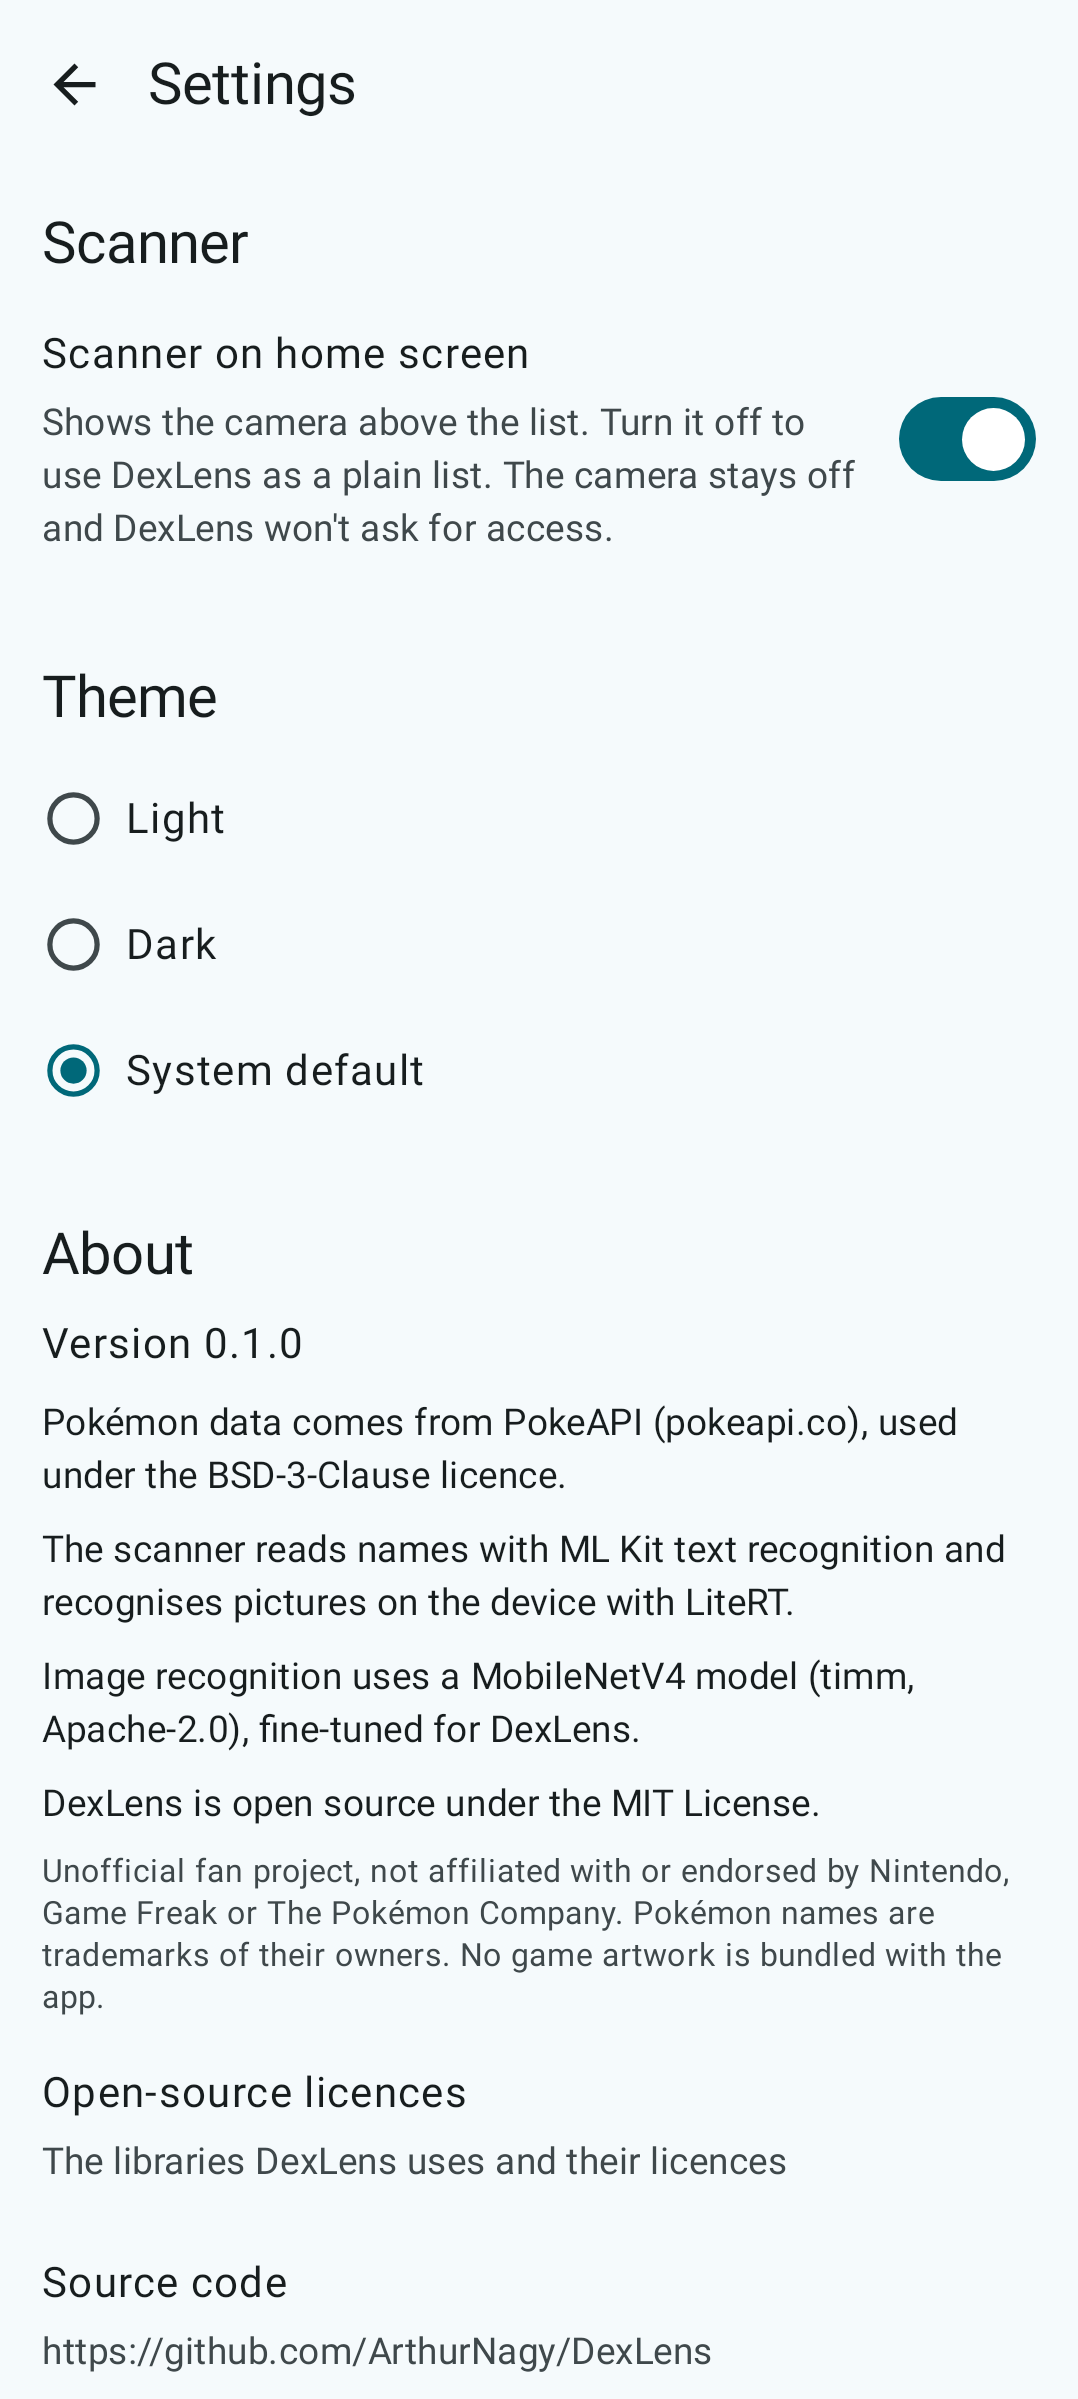 Settings
Scanner
Scanner on home screen
Shows the camera above the list. Turn it off to
use DexLens as a plain list. The camera stays off
and DexLens won't ask for access.
Theme
Light
Dark
System default
About
Version 0.1.0
Pokémon data comes from PokeAPI (pokeapi.co), used
under the BSD-3-Clause licence.
The scanner reads names with ML Kit text recognition and
recognises pictures on the device with LiteRT.
Image recognition uses a MobileNetV4 model (timm,
Apache-2.0), fine-tuned for DexLens.
DexLens is open source under the MIT License.
Unofficial fan project, not affiliated with or endorsed by Nintendo,
Game Freak or The Pokémon Company. Pokémon names are
trademarks of their owners. No game artwork is bundled with the
app.
Open-source licences
The libraries DexLens uses and their licences
Source code
https://github.com/ArthurNagy/DexLens